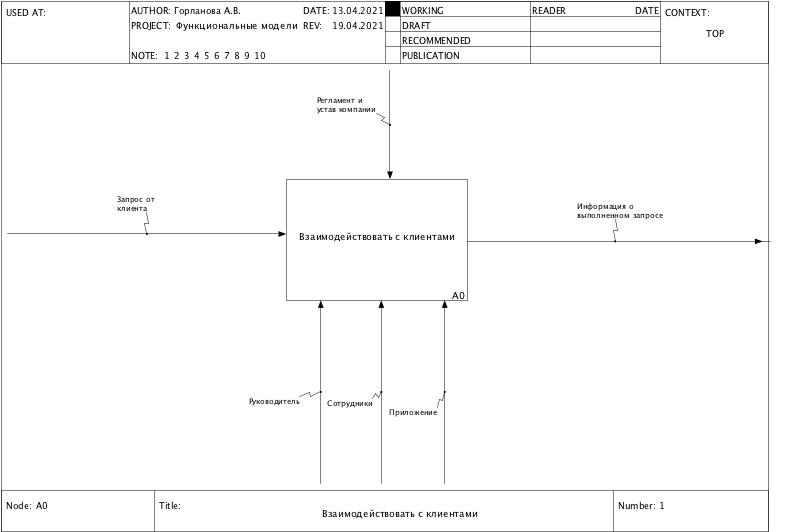 USED AT:
AUTHOR: Горланова А.В.
DATE: 13.04.2021
WORKING
READER
DATE
CONTEXT:
PROJECT: Функциональные модели
REV: 19.04.2021
DRAFT
TOP
RECOMMENDED
NOTE: 1 2 3 4 5 6 7 8 9 10
PUBLICATION
Регламент и
устав компании
Запрос от
клиента
Информация о
выполненном запросе
Взаимодействовать с клиентами
A0
Руководитель
Сотрудники
Приложение
Node: A0
Title:
Взаимодействовать с клиентами
Number: 1